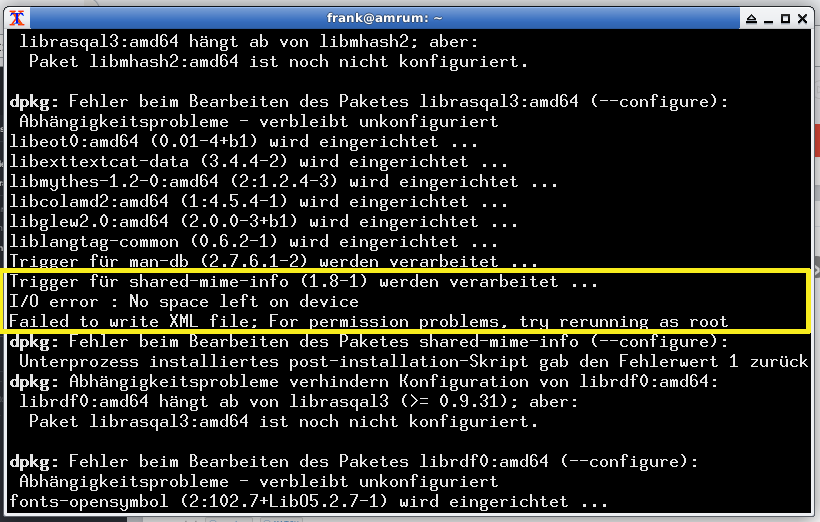 frank@amrum: ~
librasqal3:amd64 hängt ab von libmhash2; aber:
Paket libmhash2:amd64 ist noch nicht konfiguriert.
dpkg: Fehler beim Bearbeiten des Paketes librasqal3:amd64 (--configure):
Abhängigkeitsprobleme - verbleibt unkonfiguriert
libeot0:amd64 (0.01-4+b1) wird eingerichtet ...
libexttextcat-data (3.4.4-2) wird eingerichtet ...
libmythes-1.2-0:amd64 (2:1.2.4-3) wird eingerichtet ...
libcolamd2:amd64 (1:4.5.4-1) wird eingerichtet ...
libglew2.0:amd64 (2.0.0-3+b1) wird eingerichtet ...
liblangtag-common (0.6.2-1) wird eingerichtet ...
Trigger für man-db (2.7.6.1-2) werden verarbeitet ...
Trigger für shared-mime-info (1.8-1) werden verarbeitet ...
I/O error : No space left on device
Failed to write XML file; For permission problems, try rerunning as root
dpkg: Fehler beim Bearbeiten des Paketes shared-mime-info (--configure):
Unterprozess installiertes post-installation-Skript gab den Fehlerwert 1 zurück
dpkg: Abhängigkeitsprobleme verhindern Konfiguration von librdf0:amd64:
librdf0:amd64 hängt ab von librasqal3 (>= 0.9.31); aber:
Paket librasqal3:amd64 ist noch nicht konfiguriert.
dpkg: Fehler beim Bearbeiten des Paketes librdf0:amd64 (--configure):
Abhängigkeitsprobleme - verbleibt unkonfiguriert
fonts-opensymbol (2:102.7+LibO5.2.7-1) wird eingerichtet ...